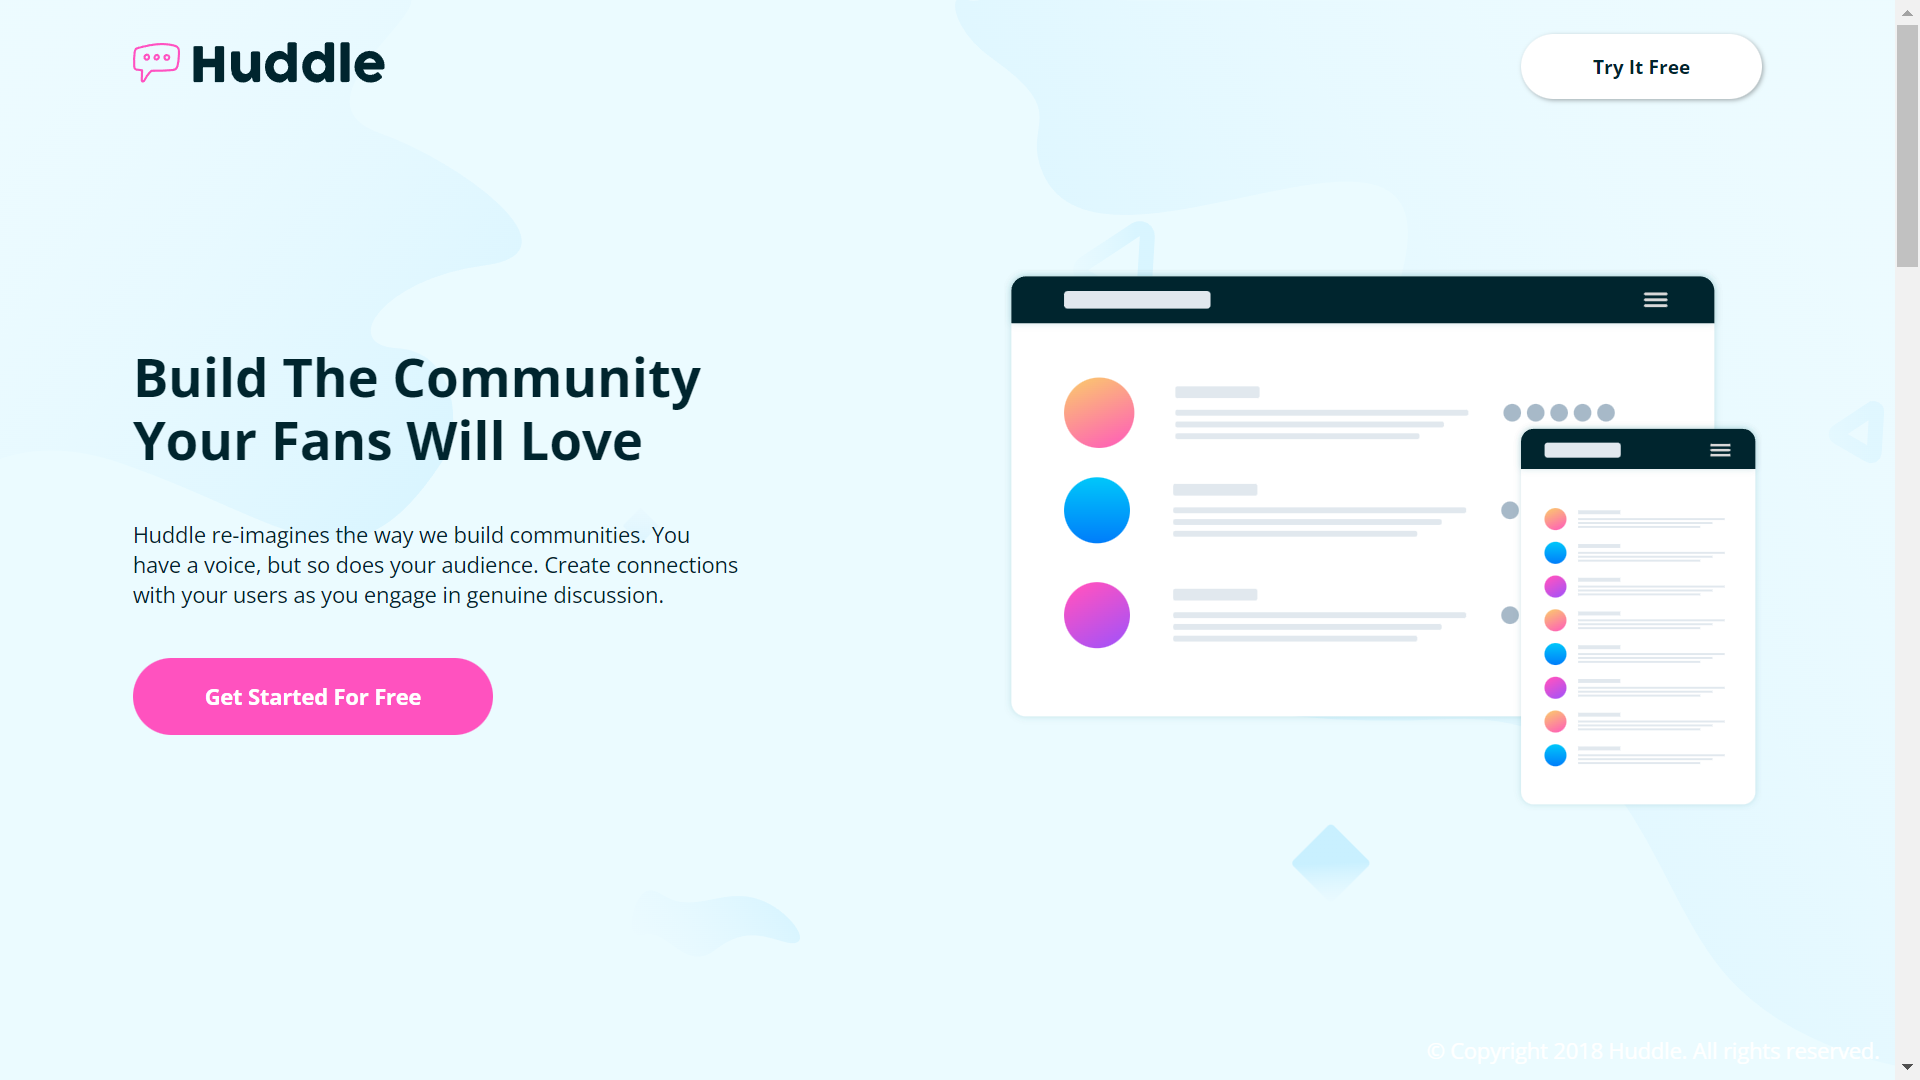 Huddle
Try It Free
Build The Community
Your Fans Will Love
Huddle re-imagines the way we build communities. You
have a voice, but so does your audience. Create connections
with your users as you engage in genuine discussion.
Get Started For Free
© Copyright 2018 Huddle. All rights reserved.